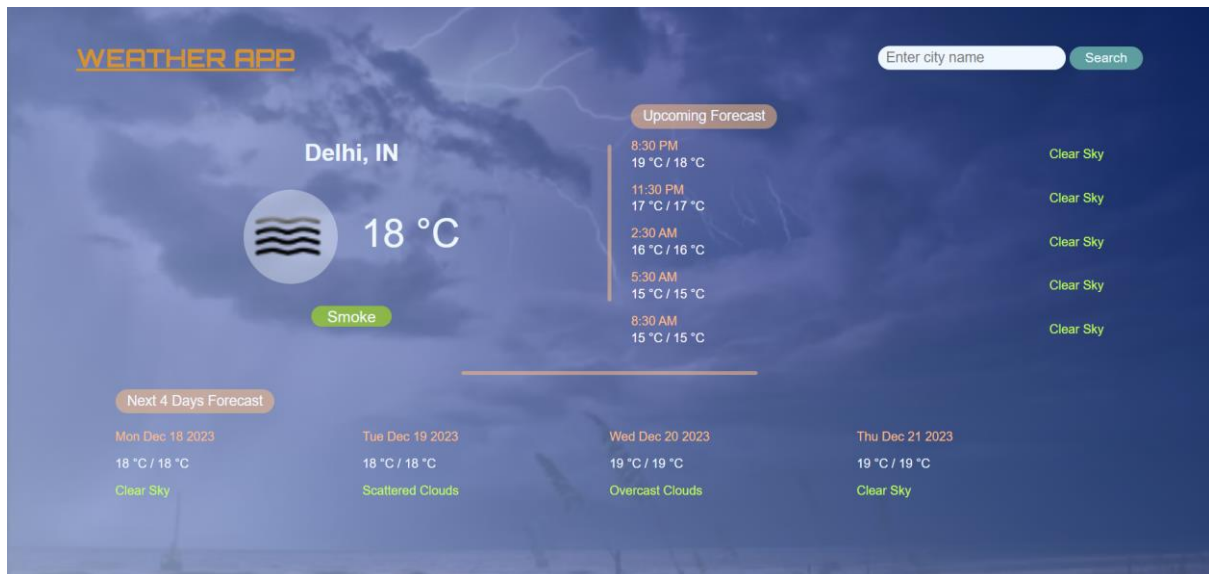 WEATHER APP
Enter city name
Search
Delhi, IN
18 °C
Smoke
Upcoming Forecast
8:30 PM
19 °C / 18 °C
Clear Sky
11:30 PM
17 °C / 17 °C
Clear Sky
2:30 AM
16 °C / 16 °C
Clear Sky
5:30 AM
15 °C / 15 °C
Clear Sky
8:30 AM
15 °C / 15 °C
Clear Sky
Next 4 Days Forecast
Mon Dec 18 2023
18 °C / 18 °C
Clear Sky
Tue Dec 19 2023
18 °C / 18 °C
Scattered Clouds
Wed Dec 20 2023
19 °C / 19 °C
Overcast Clouds
Thu Dec 21 2023
19 °C / 19 °C
Clear Sky